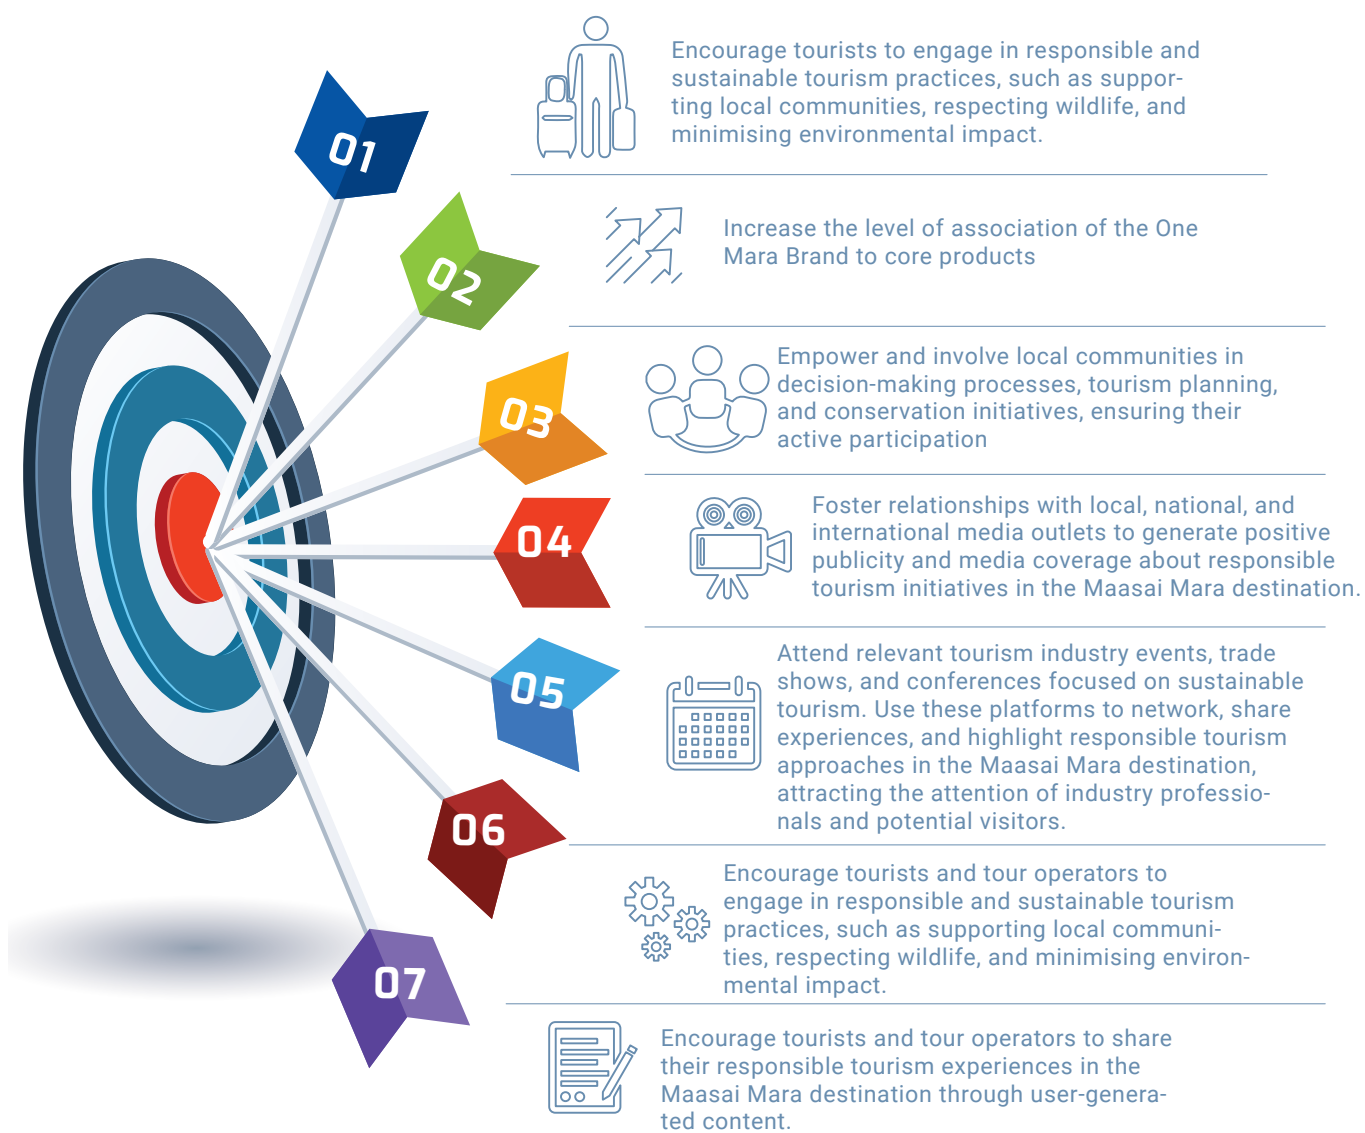 01
Encourage tourists to engage in responsible and
sustainable tourism practices, such as suppor-
ting local communities, respecting wildlife, and
minimising environmental impact.
02
Increase the level of association of the One
Mara Brand to core products
03
Empower and involve local communities in
decision-making processes, tourism planning,
and conservation initiatives, ensuring their
active participation
04
Foster relationships with local, national, and
international media outlets to generate positive
publicity and media coverage about responsible
tourism initiatives in the Maasai Mara destination.
05
Attend relevant tourism industry events, trade
shows, and conferences focused on sustainable
tourism. Use these platforms to network, share
experiences, and highlight responsible tourism
approaches in the Maasai Mara destination,
attracting the attention of industry professio-
nals and potential visitors.
06
Encourage tourists and tour operators to
engage in responsible and sustainable tourism
practices, such as supporting local communi-
ties, respecting wildlife, and minimising environ-
mental impact.
07
Encourage tourists and tour operators to share
their responsible tourism experiences in the
Maasai Mara destination through user-genera-
ted content.